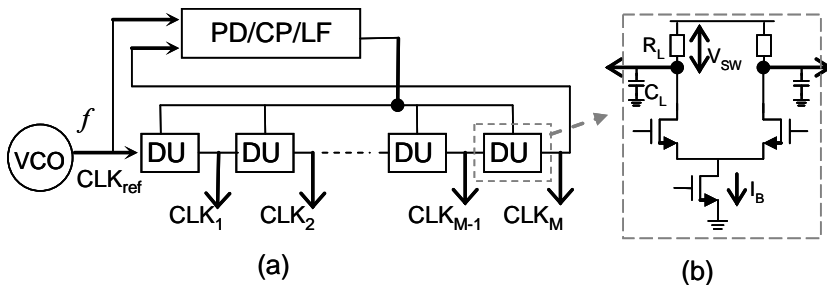 PD/CP/LF
f
VCO
CLKref
DU
DU
DU
DU
CLK1
CLK2
CLKM-1
CLKM
(a)
RL
VSW
CL
IB
(b)